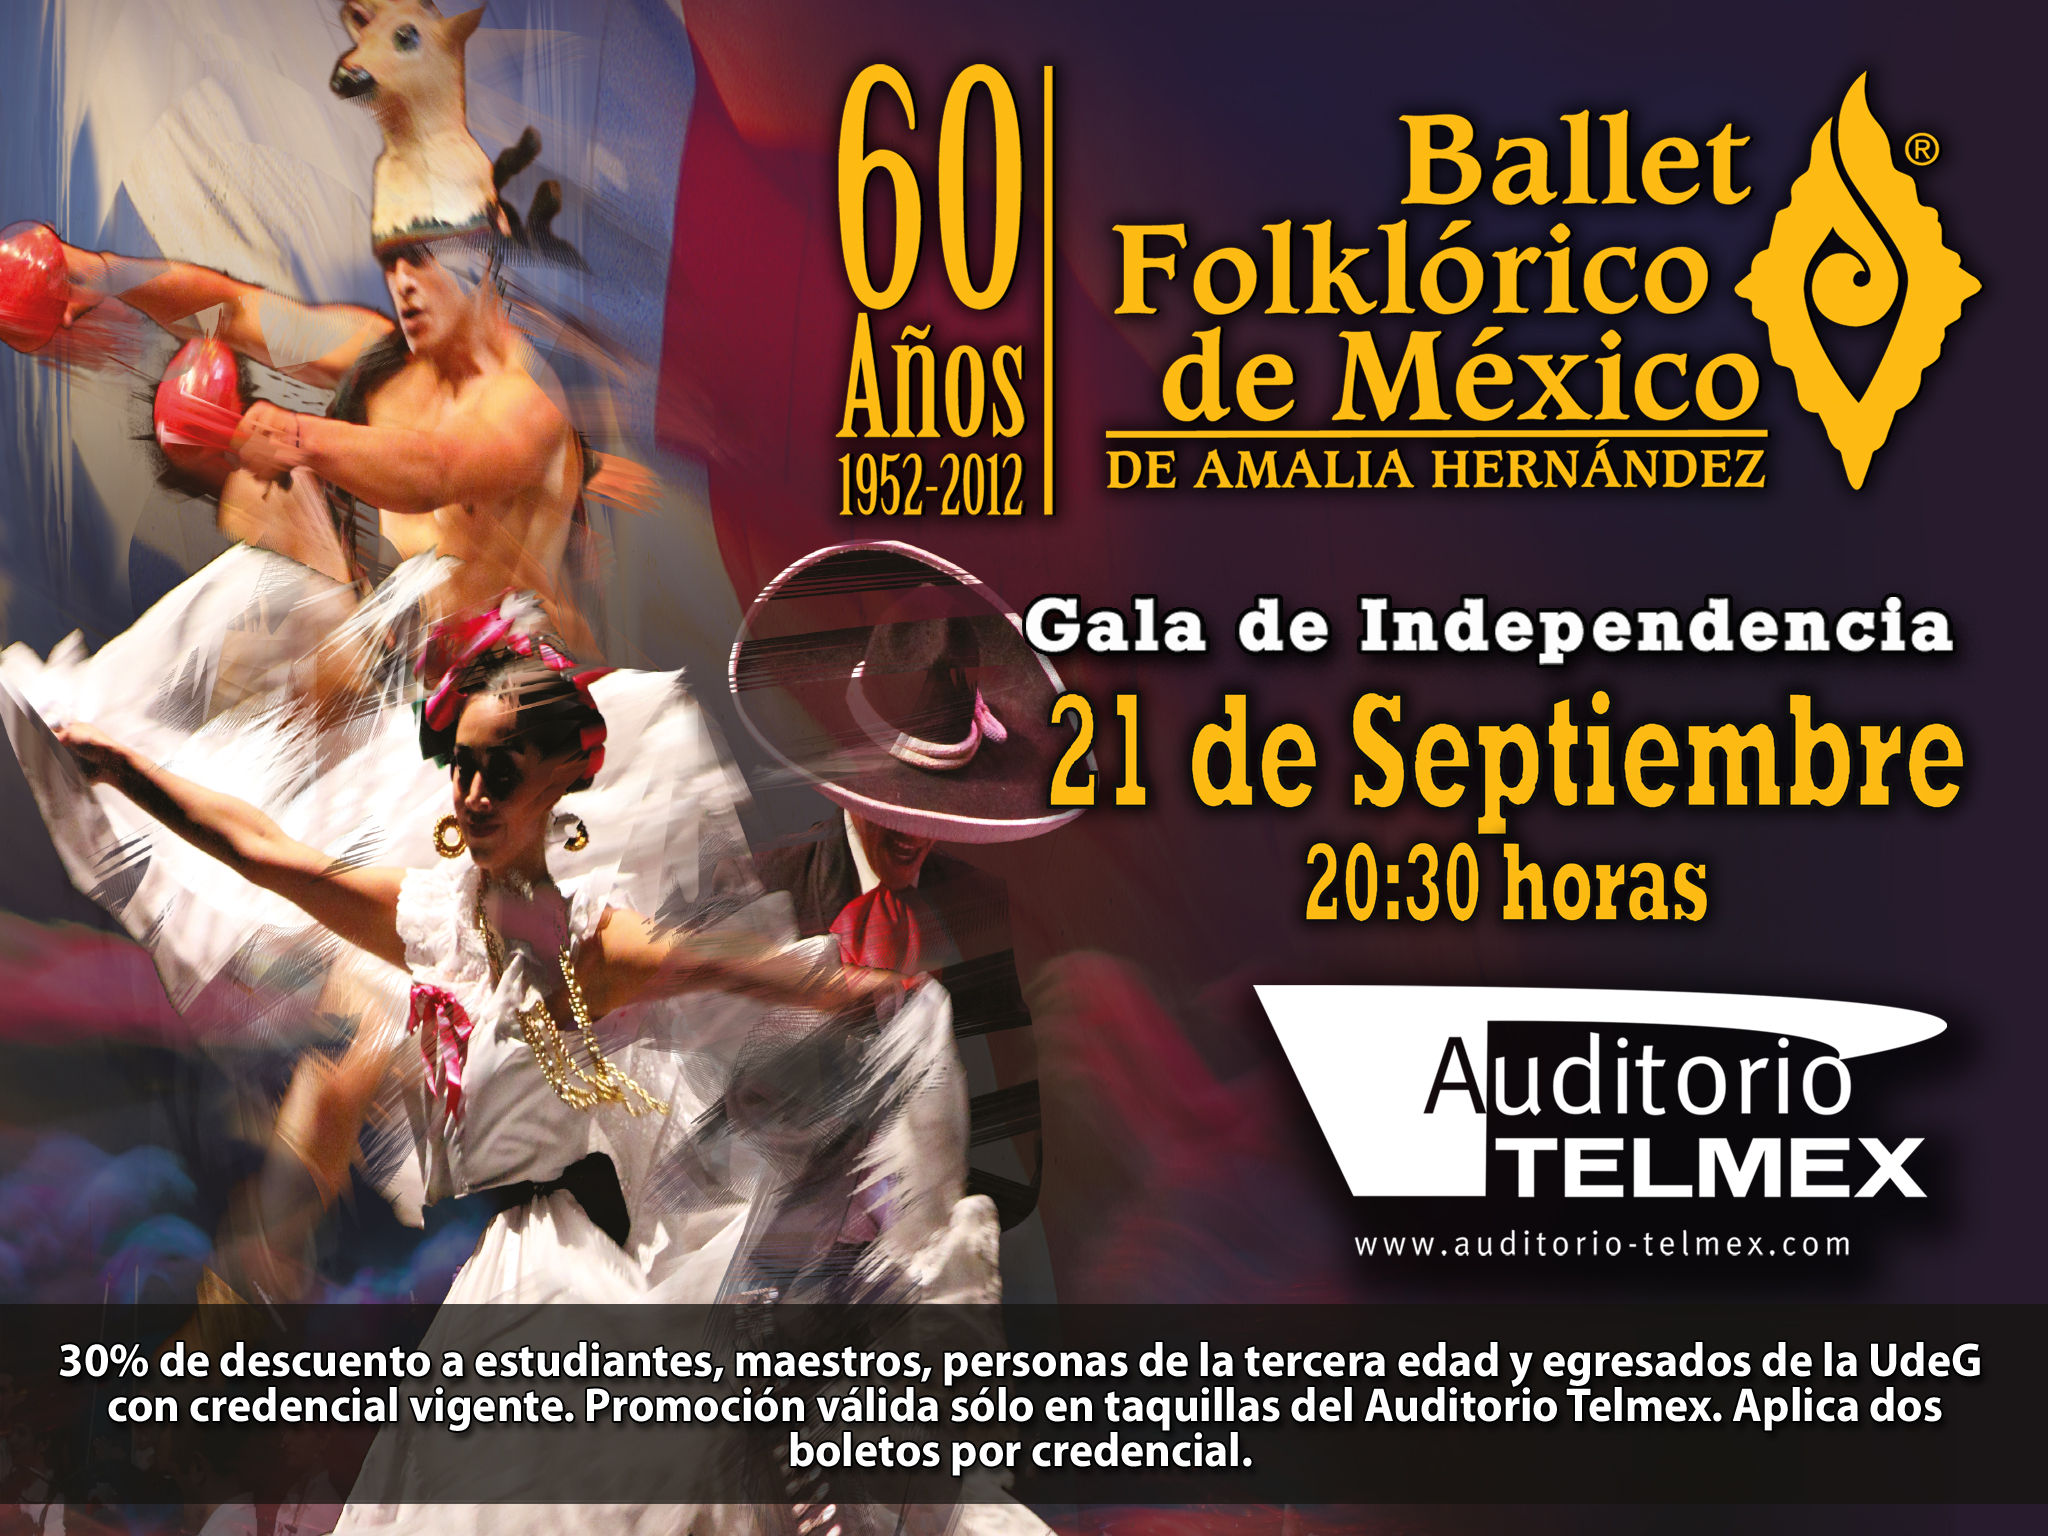 60
Años
1952-2012
Ballet
Folklórico
de México
DE AMALIA HERNÁNDEZ
®
Gala de Independencia
21 de Septiembre
20:30 horas
Auditorio
TELMEX
www.auditorio-telmex.com
30% de descuento a estudiantes, maestros, personas de la tercera edad y egresados de la UdeG
con credencial vigente. Promoción válida sólo en taquillas del Auditorio Telmex. Aplica dos
boletos por credencial.